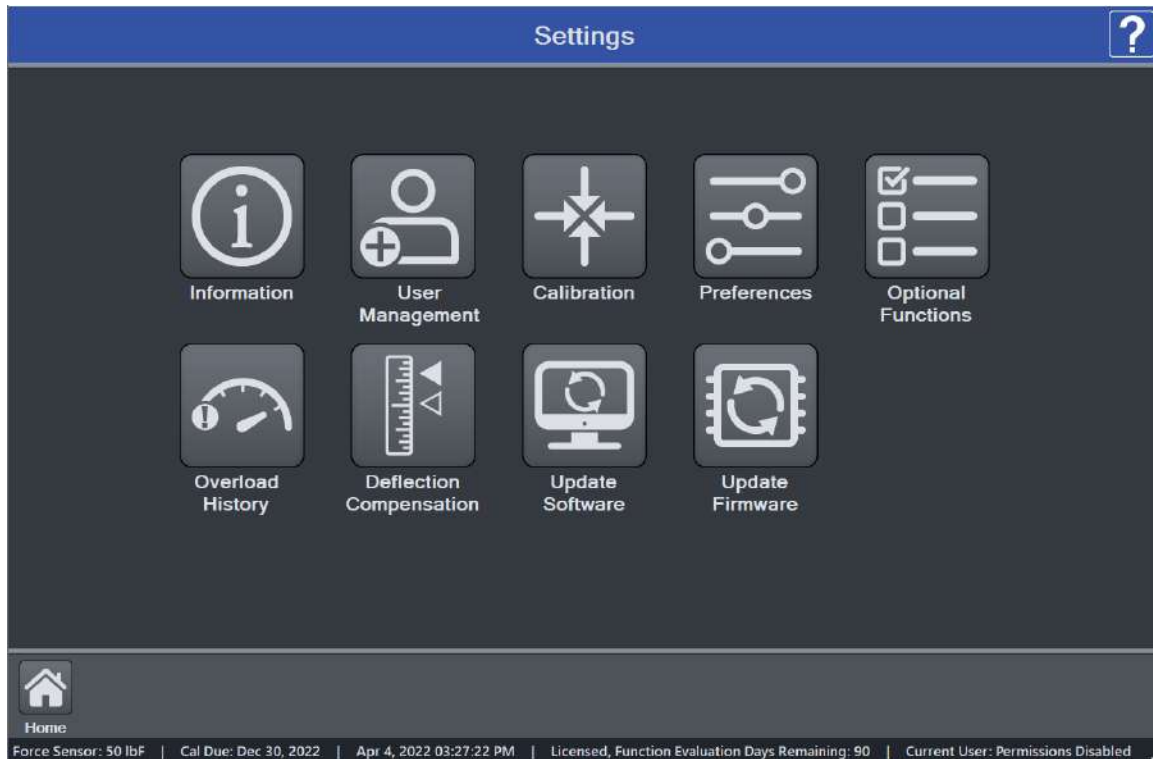 Settings
?
Information
User
Management
Calibration
Preferences
Optional
Functions
Overload
History
Deflection
Compensation
Update
Software
Update
Firmware
Home
Force Sensor: 50 lbF | Cal Due: Dec 30, 2022 | Apr 4, 2022 03:27:22 PM | Licensed, Function Evaluation Days Remaining: 90 | Current User: Permissions Disabled